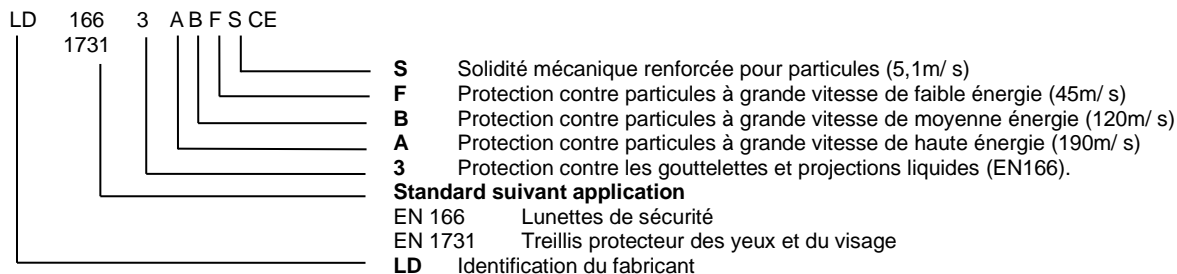 LD 166 3 A B F S CE
1731
S Solidité mécanique renforcée pour particules (5,1m/ s)
F Protection contre particules à grande vitesse de faible énergie (45m/ s)
B Protection contre particules à grande vitesse de moyenne énergie (120m/ s)
A Protection contre particules à grande vitesse de haute énergie (190m/ s)
3 Protection contre les gouttelettes et projections liquides (EN166).
Standard suivant application
EN 166 Lunettes de sécurité
EN 1731 Treillis protecteur des yeux et du visage
LD Identification du fabricant